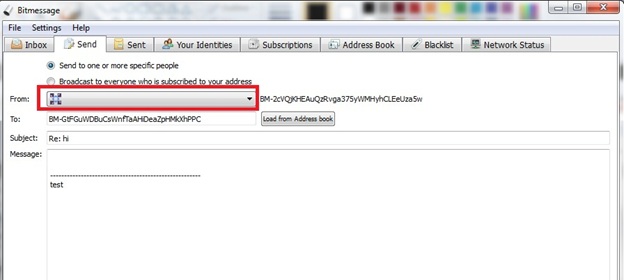 Bitmessage
File Settings Help
Inbox Send Sent Your Identities Subscriptions Address Book Blacklist Network Status
Send to one or more specific people
Broadcast to everyone who is subscribed to your address
From: BM-2cVQjKHEAuQzRvga375yWMHyhCLEeUza5w
To: BM-GtFGuWDBuCsWnfTaAHiDeaZpHMkXhPPC Load from Address book
Subject: Re: hi
Message:
------------------------------------------------------
test